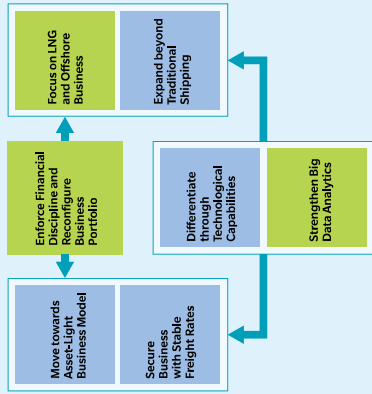 Secure
Business
with Stable
Freight Rates
Move towards
Asset-Light
Business Model
Strengthen Big
Data Analytics
Differentiate
through
Technological
Capabilities
Enforce Financial
Discipline and
Reconfigure
Business
Portfolio
Expand beyond
Traditional
Shipping
Focus on LNG
and Offshore
Business